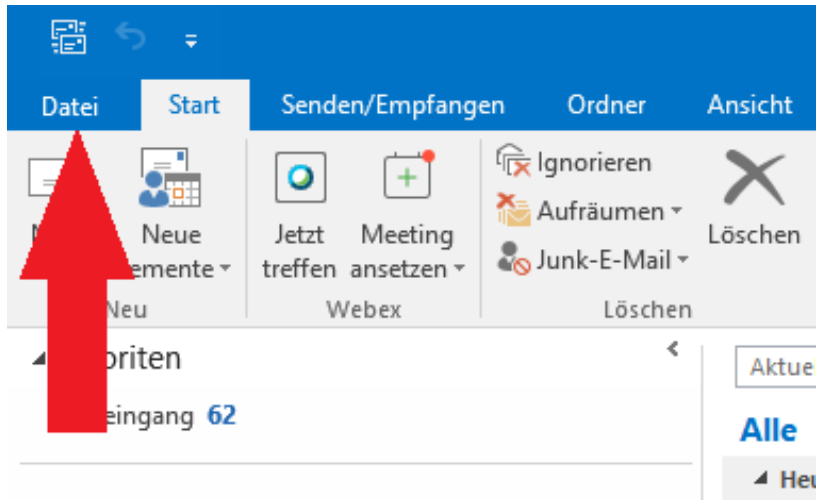 Datei Start Senden/Empfangen Ordner Ansicht
Ignorieren
Aufräumen
Neue Jetzt Meeting Löschen
treffen ansetzen Junk-E-Mail
Neu Webex Löschen
62
Alle